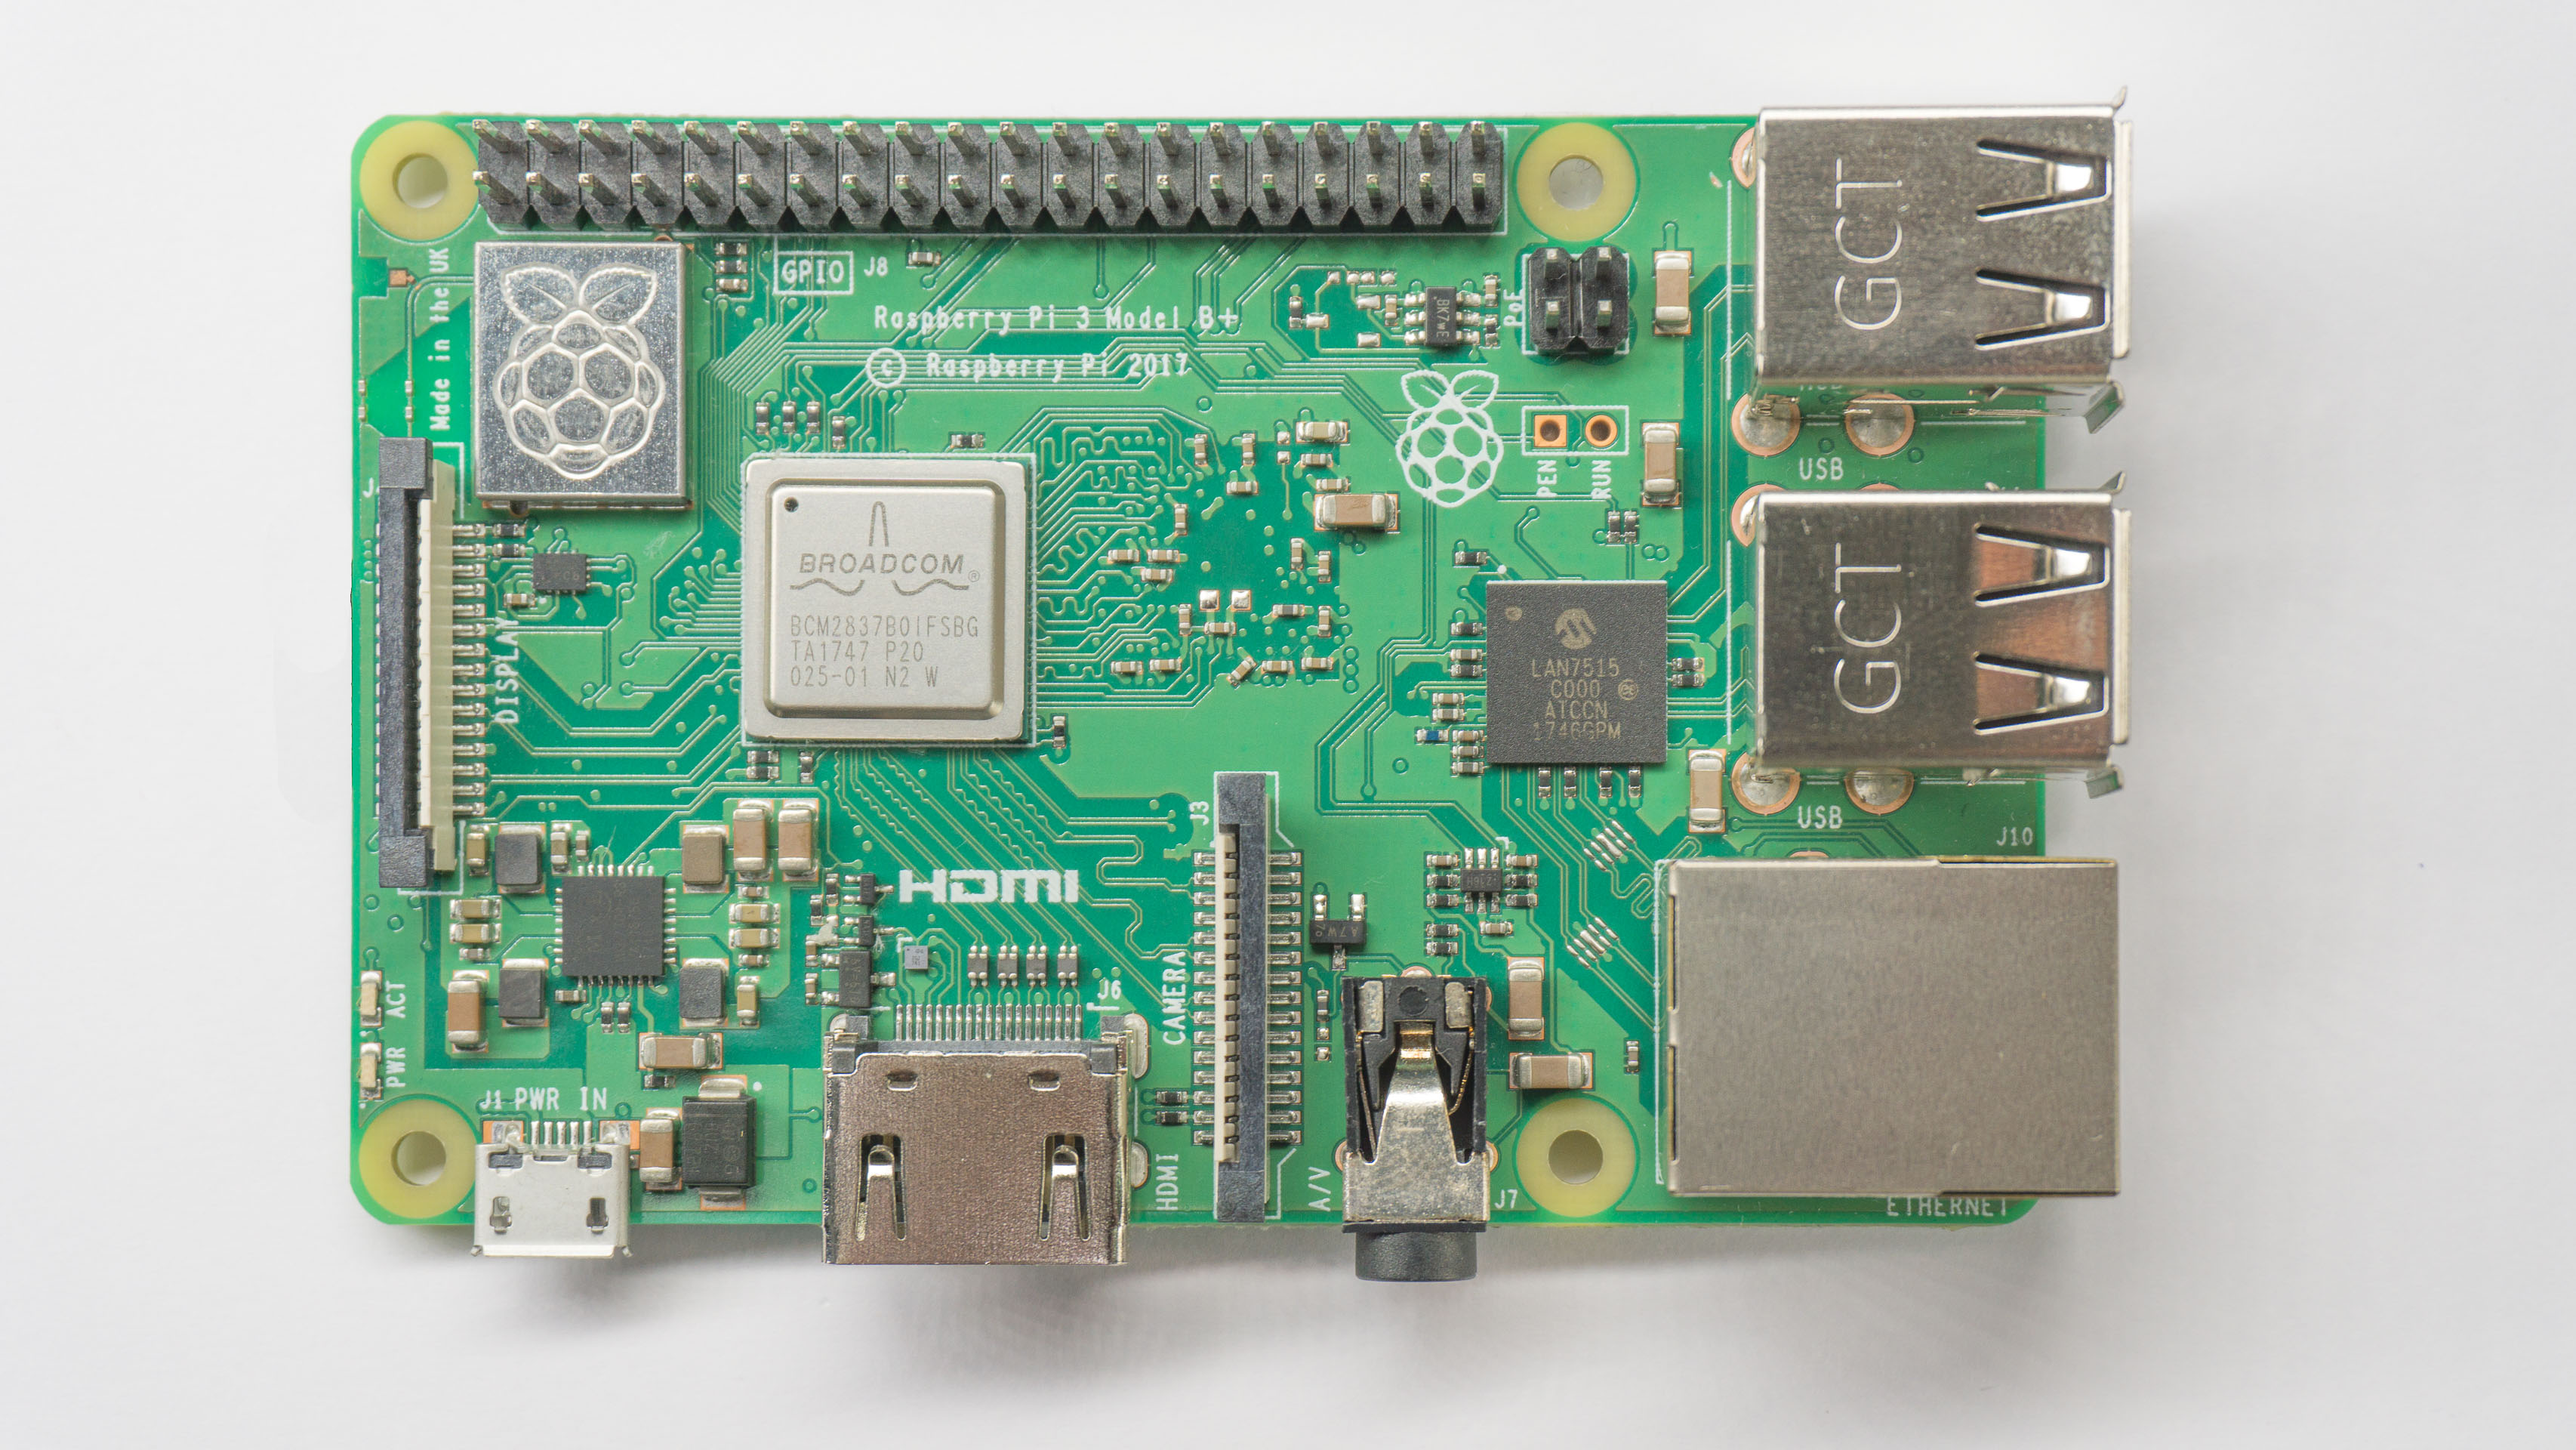 GPIO
J8
Raspberry Pi 3 Model B+
© Raspberry Pi 2017
Made in the UK
PoE
BK7wE
GCT
PEN
RUN
USB
GCT
BROADCOM®
BCM2837B0IFSBG
TA1747 P20
025-01 N2 W
DISPLAY
LAN7515
C000
ATCCN
1746GPM
USB
J10
J3
HDMI
CAMERA
J6
ACT
PWR
J1 PWR IN
HDMI
A/V
J7
ETHERNET